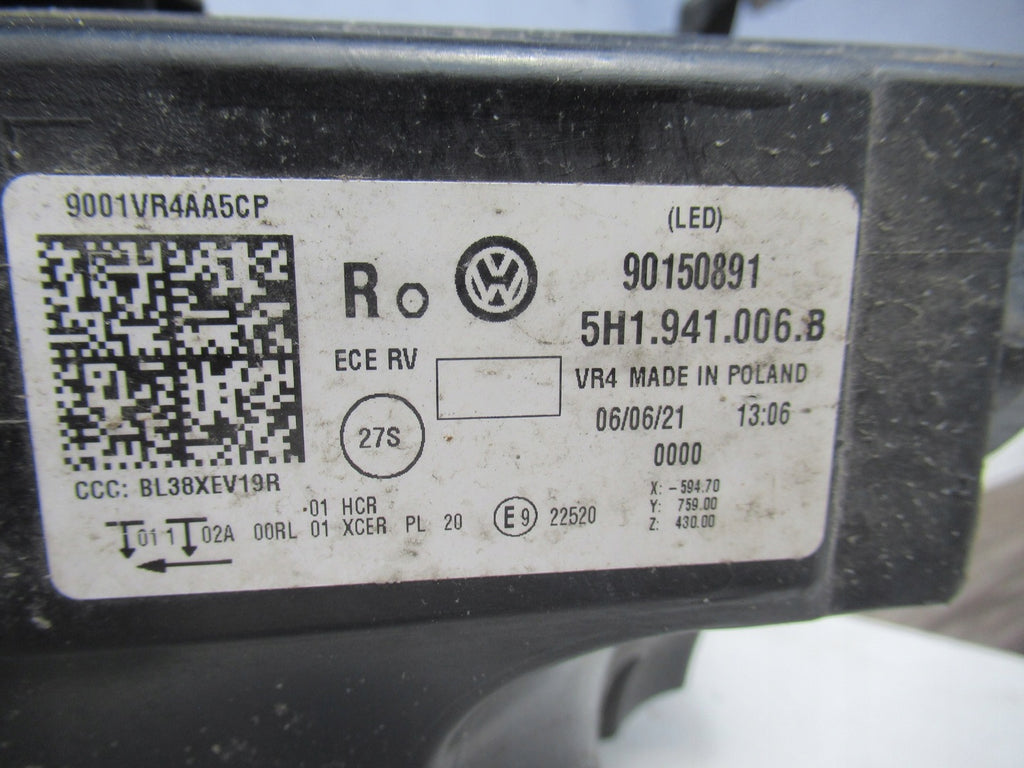 9001VR4AA5CP
(LED)
R
90150891
5H1.941.006.B
ECE RV
VR4 MADE IN POLAND
27S
06/06/21 13:06
0000
CCC: BL38XEV19R
X: -594.70
Y: 759.00
Z: 430.00
01 HCR
01 1 02A 00RL 01 XCER PL 20 E9 22520